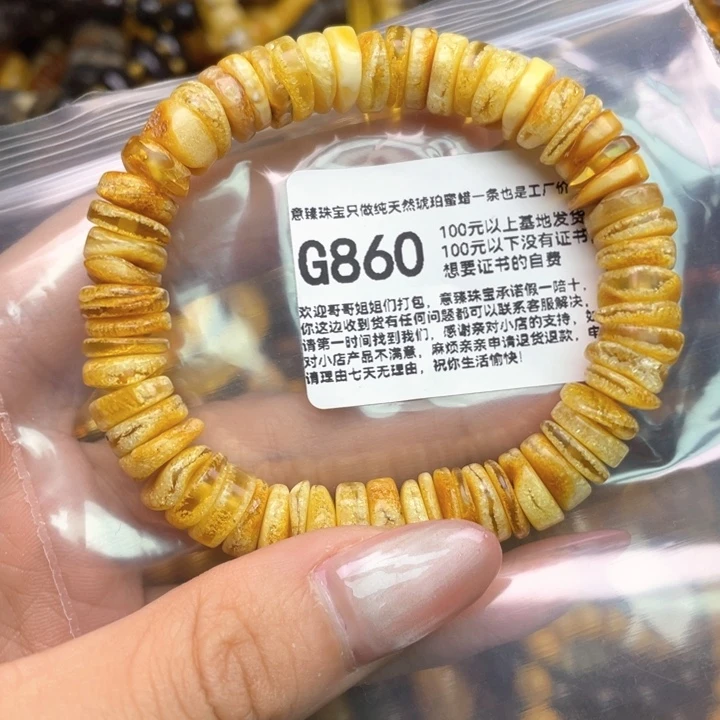 意臻珠宝只做纯天然琥珀蜜蜡一条也是工厂价
G860
100元以上基地发货
100元以下没有证书,
想要证书的自费
欢迎哥哥姐姐们打包,意臻珠宝承诺假一赔十,
你这边收到货有任何问题都可以联系客服解决,
请第一时间找到我们,感谢亲对小店的支持,如
对小店产品不满意,麻烦亲亲申请退货退款,申
请理由七天无理由,祝你生活愉快!